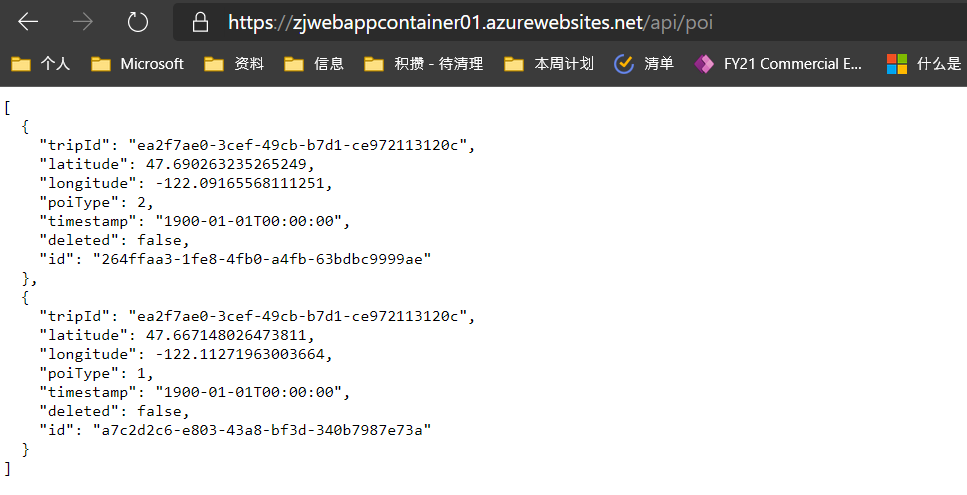 https://zjwebappcontainer01.azurewebsites.net/api/poi
个人 Microsoft 资料 信息 积攒 - 待清理 本周计划 清单 FY21 Commercial E... 什么是
[
  {
    "tripId": "ea2f7ae0-3cef-49cb-b7d1-ce972113120c",
    "latitude": 47.690263235265249,
    "longitude": -122.09165568111251,
    "poiType": 2,
    "timestamp": "1900-01-01T00:00:00",
    "deleted": false,
    "id": "264ffaa3-1fe8-4fb0-a4fb-63bdbc9999ae"
  },
  {
    "tripId": "ea2f7ae0-3cef-49cb-b7d1-ce972113120c",
    "latitude": 47.667148026473811,
    "longitude": -122.11271963003664,
    "poiType": 1,
    "timestamp": "1900-01-01T00:00:00",
    "deleted": false,
    "id": "a7c2d2c6-e803-43a8-bf3d-340b7987e73a"
  }
]